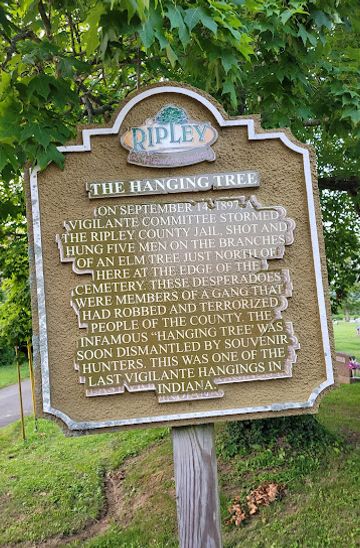 RIPLEY
THE HANGING TREE
ON SEPTEMBER 14, 1897,
VIGILANTE COMMITTEE STORMED
THE RIPLEY COUNTY JAIL, SHOT AND
HUNG FIVE MEN ON THE BRANCHES
OF AN ELM TREE JUST NORTH OF
HERE AT THE EDGE OF THE
CEMETERY. THESE DESPERADOES
WERE MEMBERS OF A GANG THAT
HAD ROBBED AND TERRORIZED
PEOPLE OF THE COUNTY. THE
INFAMOUS "HANGING TREE' WAS
SOON DISMANTLED BY SOUVENIR
HUNTERS. THIS WAS ONE OF THE
LAST VIGILANTE HANGINGS IN
INDIANA.